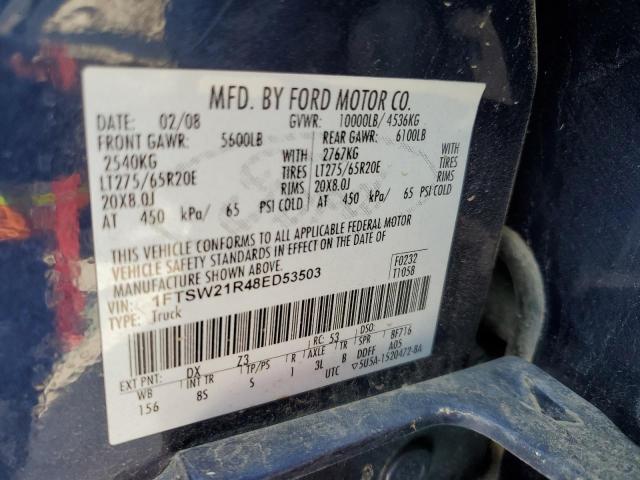 MFD. BY FORD MOTOR CO.
DATE: 02/08 GVWR: 10000LB/ 4536KG
FRONT GAWR: 5600LB REAR GAWR: 6100LB
2540KG WITH 2767KG WITH
LT275/65R20E TIRES LT275/65R20E TIRES
20X8.0J RIMS 20X8.0J RIMS
AT 450 kPa/ 65 PSI COLD AT 450 kPa/ 65 PSI COLD
THIS VEHICLE CONFORMS TO ALL APPLICABLE FEDERAL MOTOR
VEHICLE SAFETY STANDARDS IN EFFECT ON THE DATE OF
MANUFACTURE SHOWN ABOVE.
VIN: 1FTSW21R48ED53503 F0232
TYPE: Truck T1058
EXT PNT: DX Z3 RC: 53 DSO:
WB INT TR TP/PS R AXLE TR SPR BF716
156 8S S I 3L B DDFF A05
UTC ▽5U5A-1520472-BA